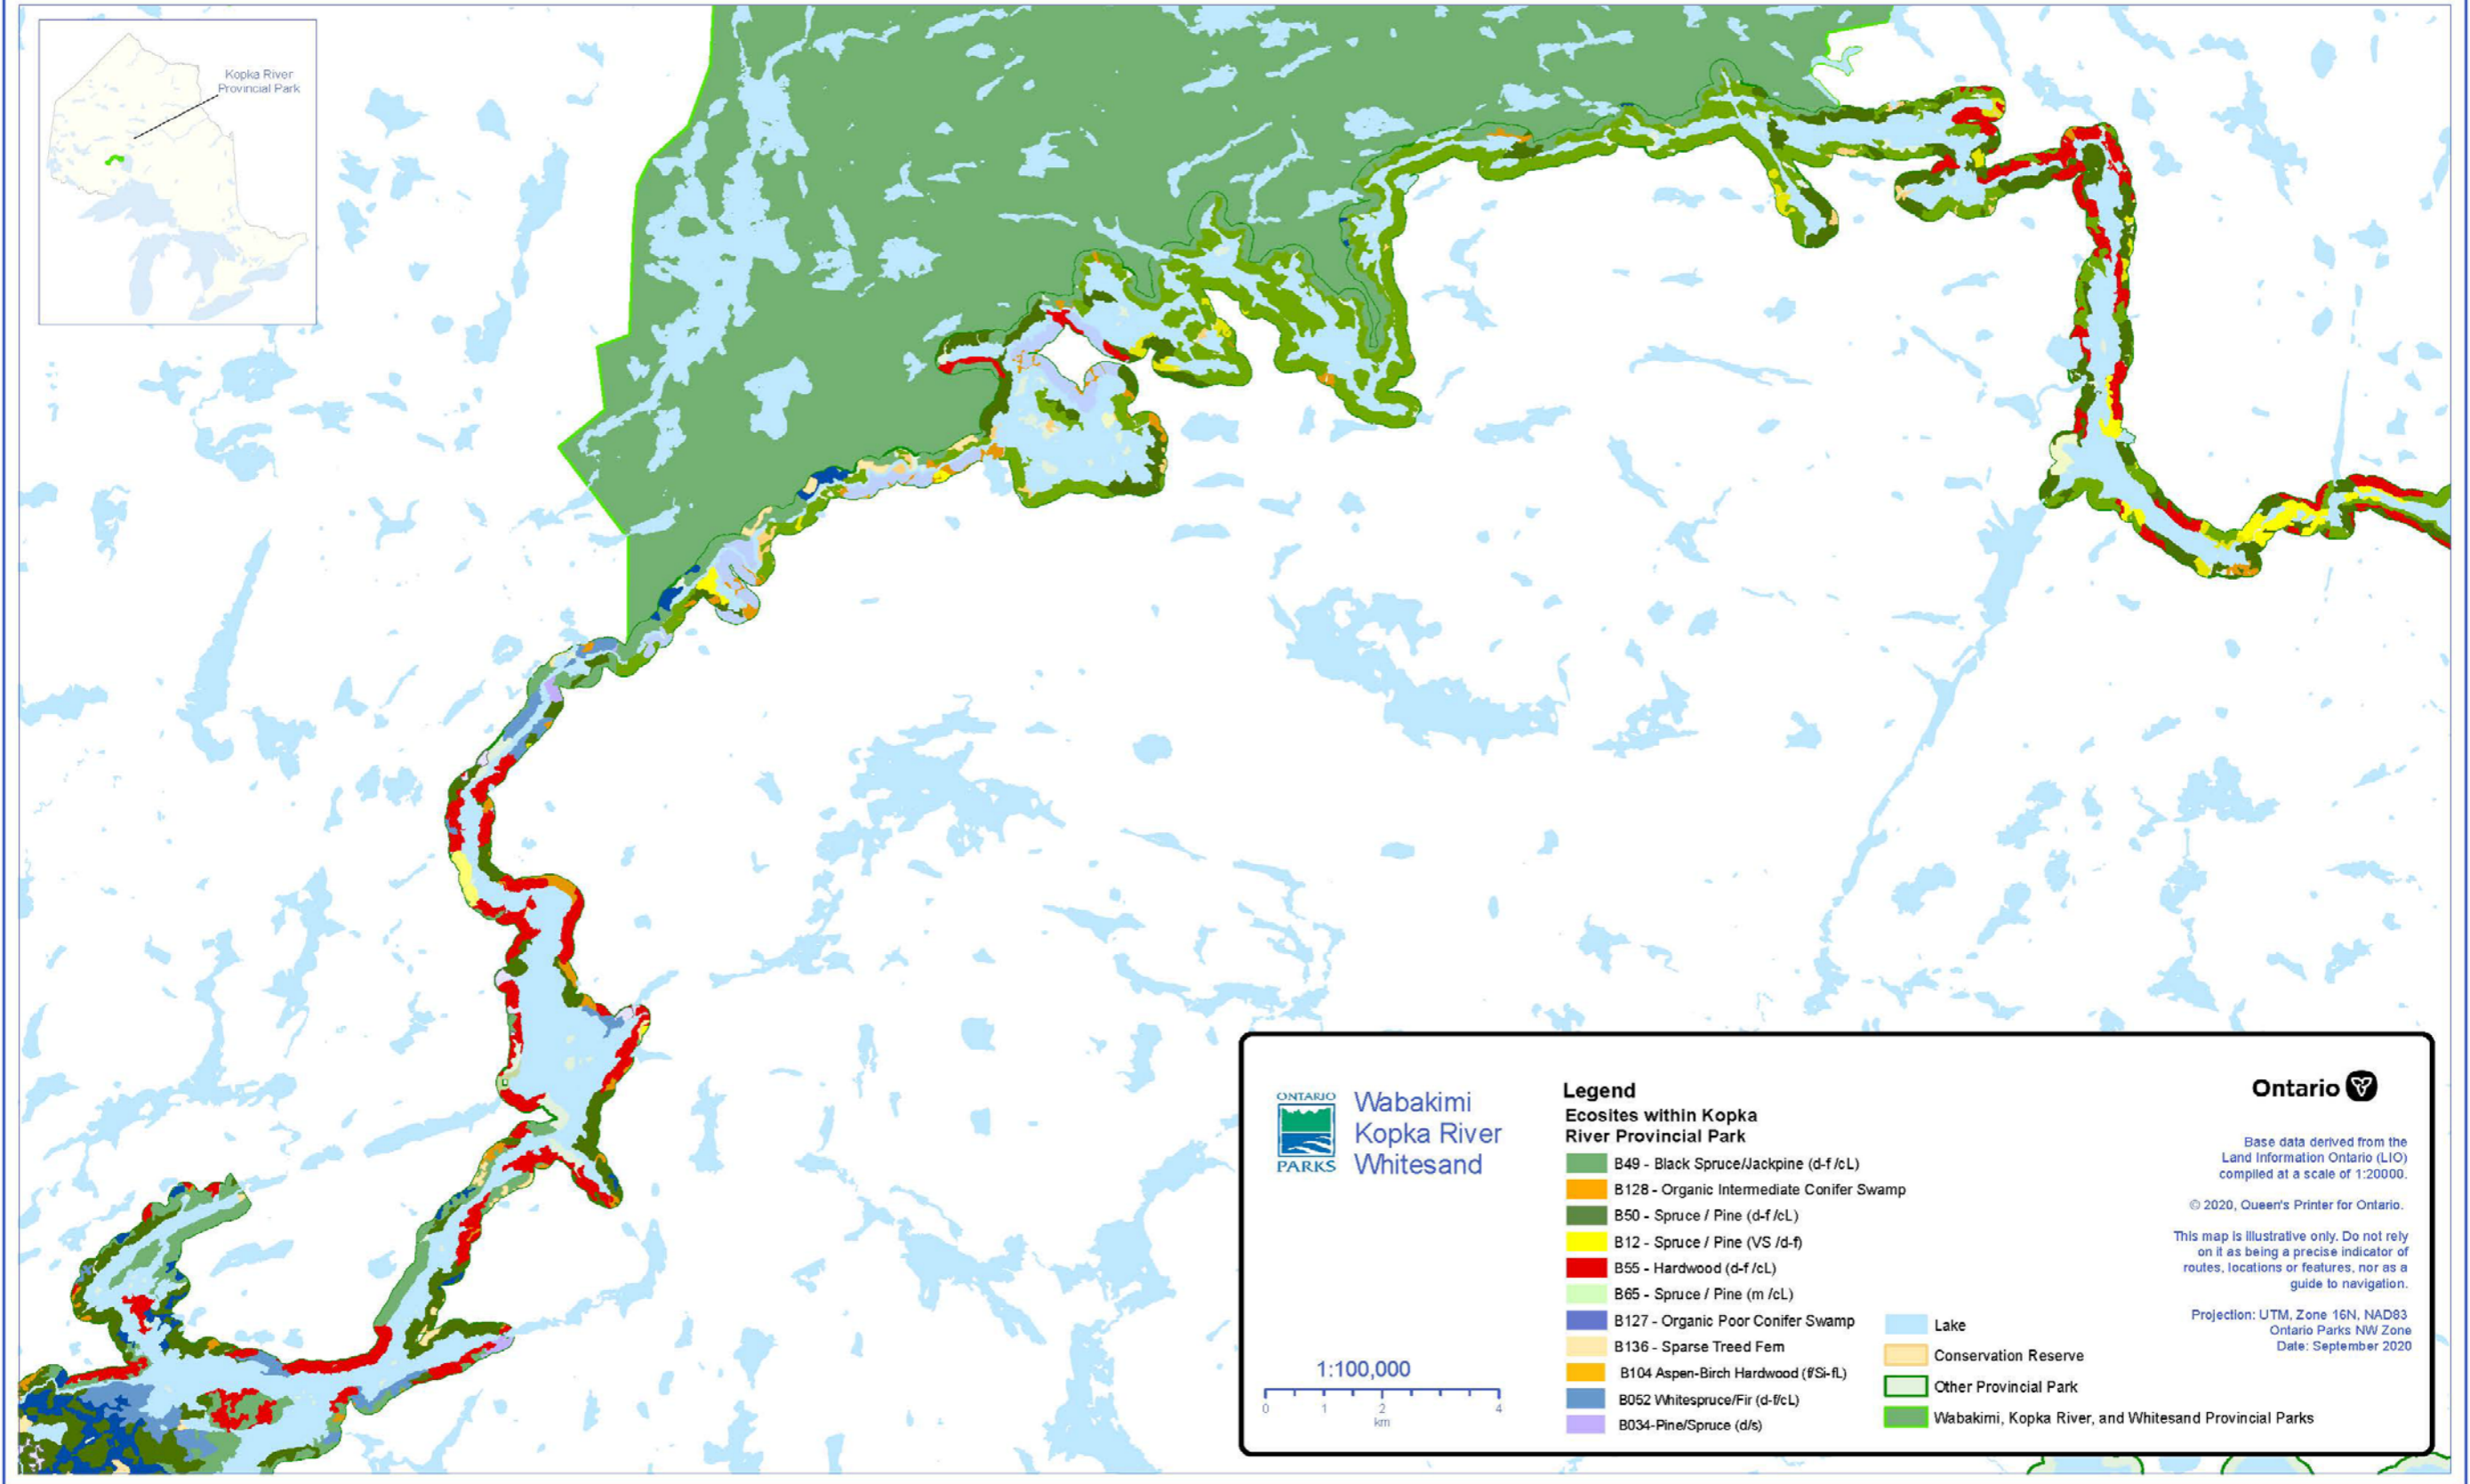 Kopka River
Provincial Park
ONTARIO
PARKS
Wabakimi
Kopka River
Whitesand
1:100,000
0 1 2 4
km
Legend
Ecosites within Kopka
River Provincial Park
B49 - Black Spruce/Jackpine (d-f /cL)
B128 - Organic Intermediate Conifer Swamp
B50 - Spruce / Pine (d-f /cL)
B12 - Spruce / Pine (VS /d-f)
B55 - Hardwood (d-f /cL)
B65 - Spruce / Pine (m /cL)
B127 - Organic Poor Conifer Swamp
B136 - Sparse Treed Fem
B104 Aspen-Birch Hardwood (f/Si-fL)
B052 Whitespruce/Fir (d-f/cL)
B034-Pine/Spruce (d/s)
Lake
Conservation Reserve
Other Provincial Park
Wabakimi, Kopka River, and Whitesand Provincial Parks
Ontario
Base data derived from the
Land Information Ontario (LIO)
compiled at a scale of 1:20000.
© 2020, Queen's Printer for Ontario.
This map is illustrative only. Do not rely
on it as being a precise indicator of
routes, locations or features, nor as a
guide to navigation.
Projection: UTM, Zone 16N, NAD83
Ontario Parks NW Zone
Date: September 2020